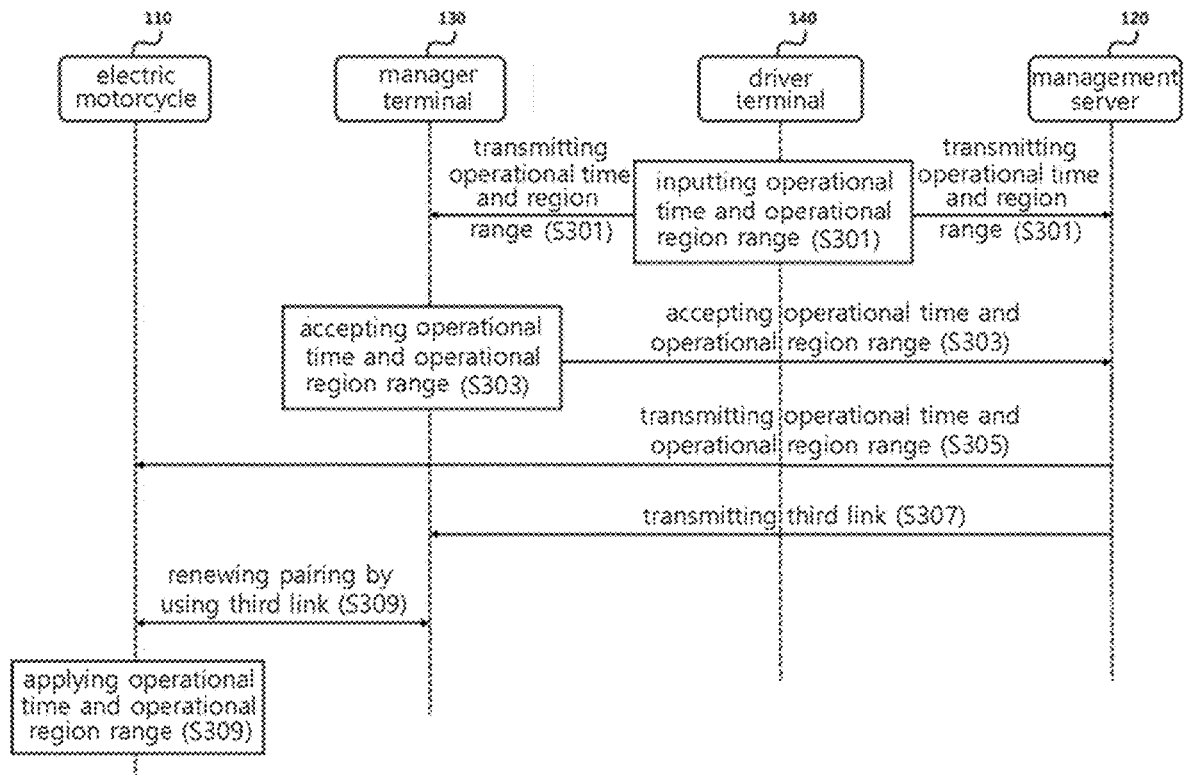 110
130
140
120
electric
motorcycle
manager
terminal
driver
terminal
management
server
transmitting
operational time
and region
range (S301)
inputting operational
time and operational
region range (S301)
transmitting
operational time
and region
range (S301)
accepting operational
time and operational
region range (S303)
accepting operational time and
operational region range (S303)
transmitting operational time and
operational region range (S305)
transmitting third link (S307)
renewing pairing by
using third link (S309)
applying operational
time and operational
region range (S309)